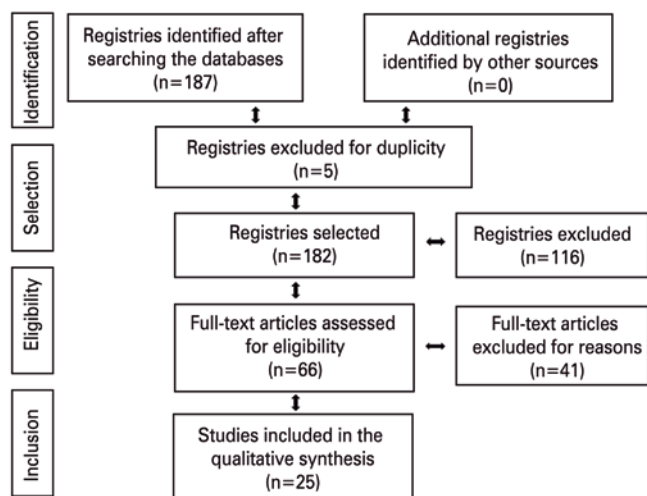 Identification
Registries identified after
searching the databases
(n=187)
Additional registries
identified by other sources
(n=0)
Registries excluded for duplicity
(n=5)
Selection
Registries selected
(n=182)
Registries excluded
(n=116)
Eligibility
Full-text articles assessed
for eligibility
(n=66)
Full-text articles
excluded for reasons
(n=41)
Inclusion
Studies included in the
qualitative synthesis
(n=25)